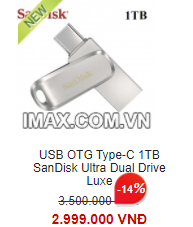 SanDisk
1TB
NEW
IMAX.COM.VN
USB OTG Type-C 1TB
SanDisk Ultra Dual Drive
Luxe
3.500.000
-14%
2.999.000 VNĐ